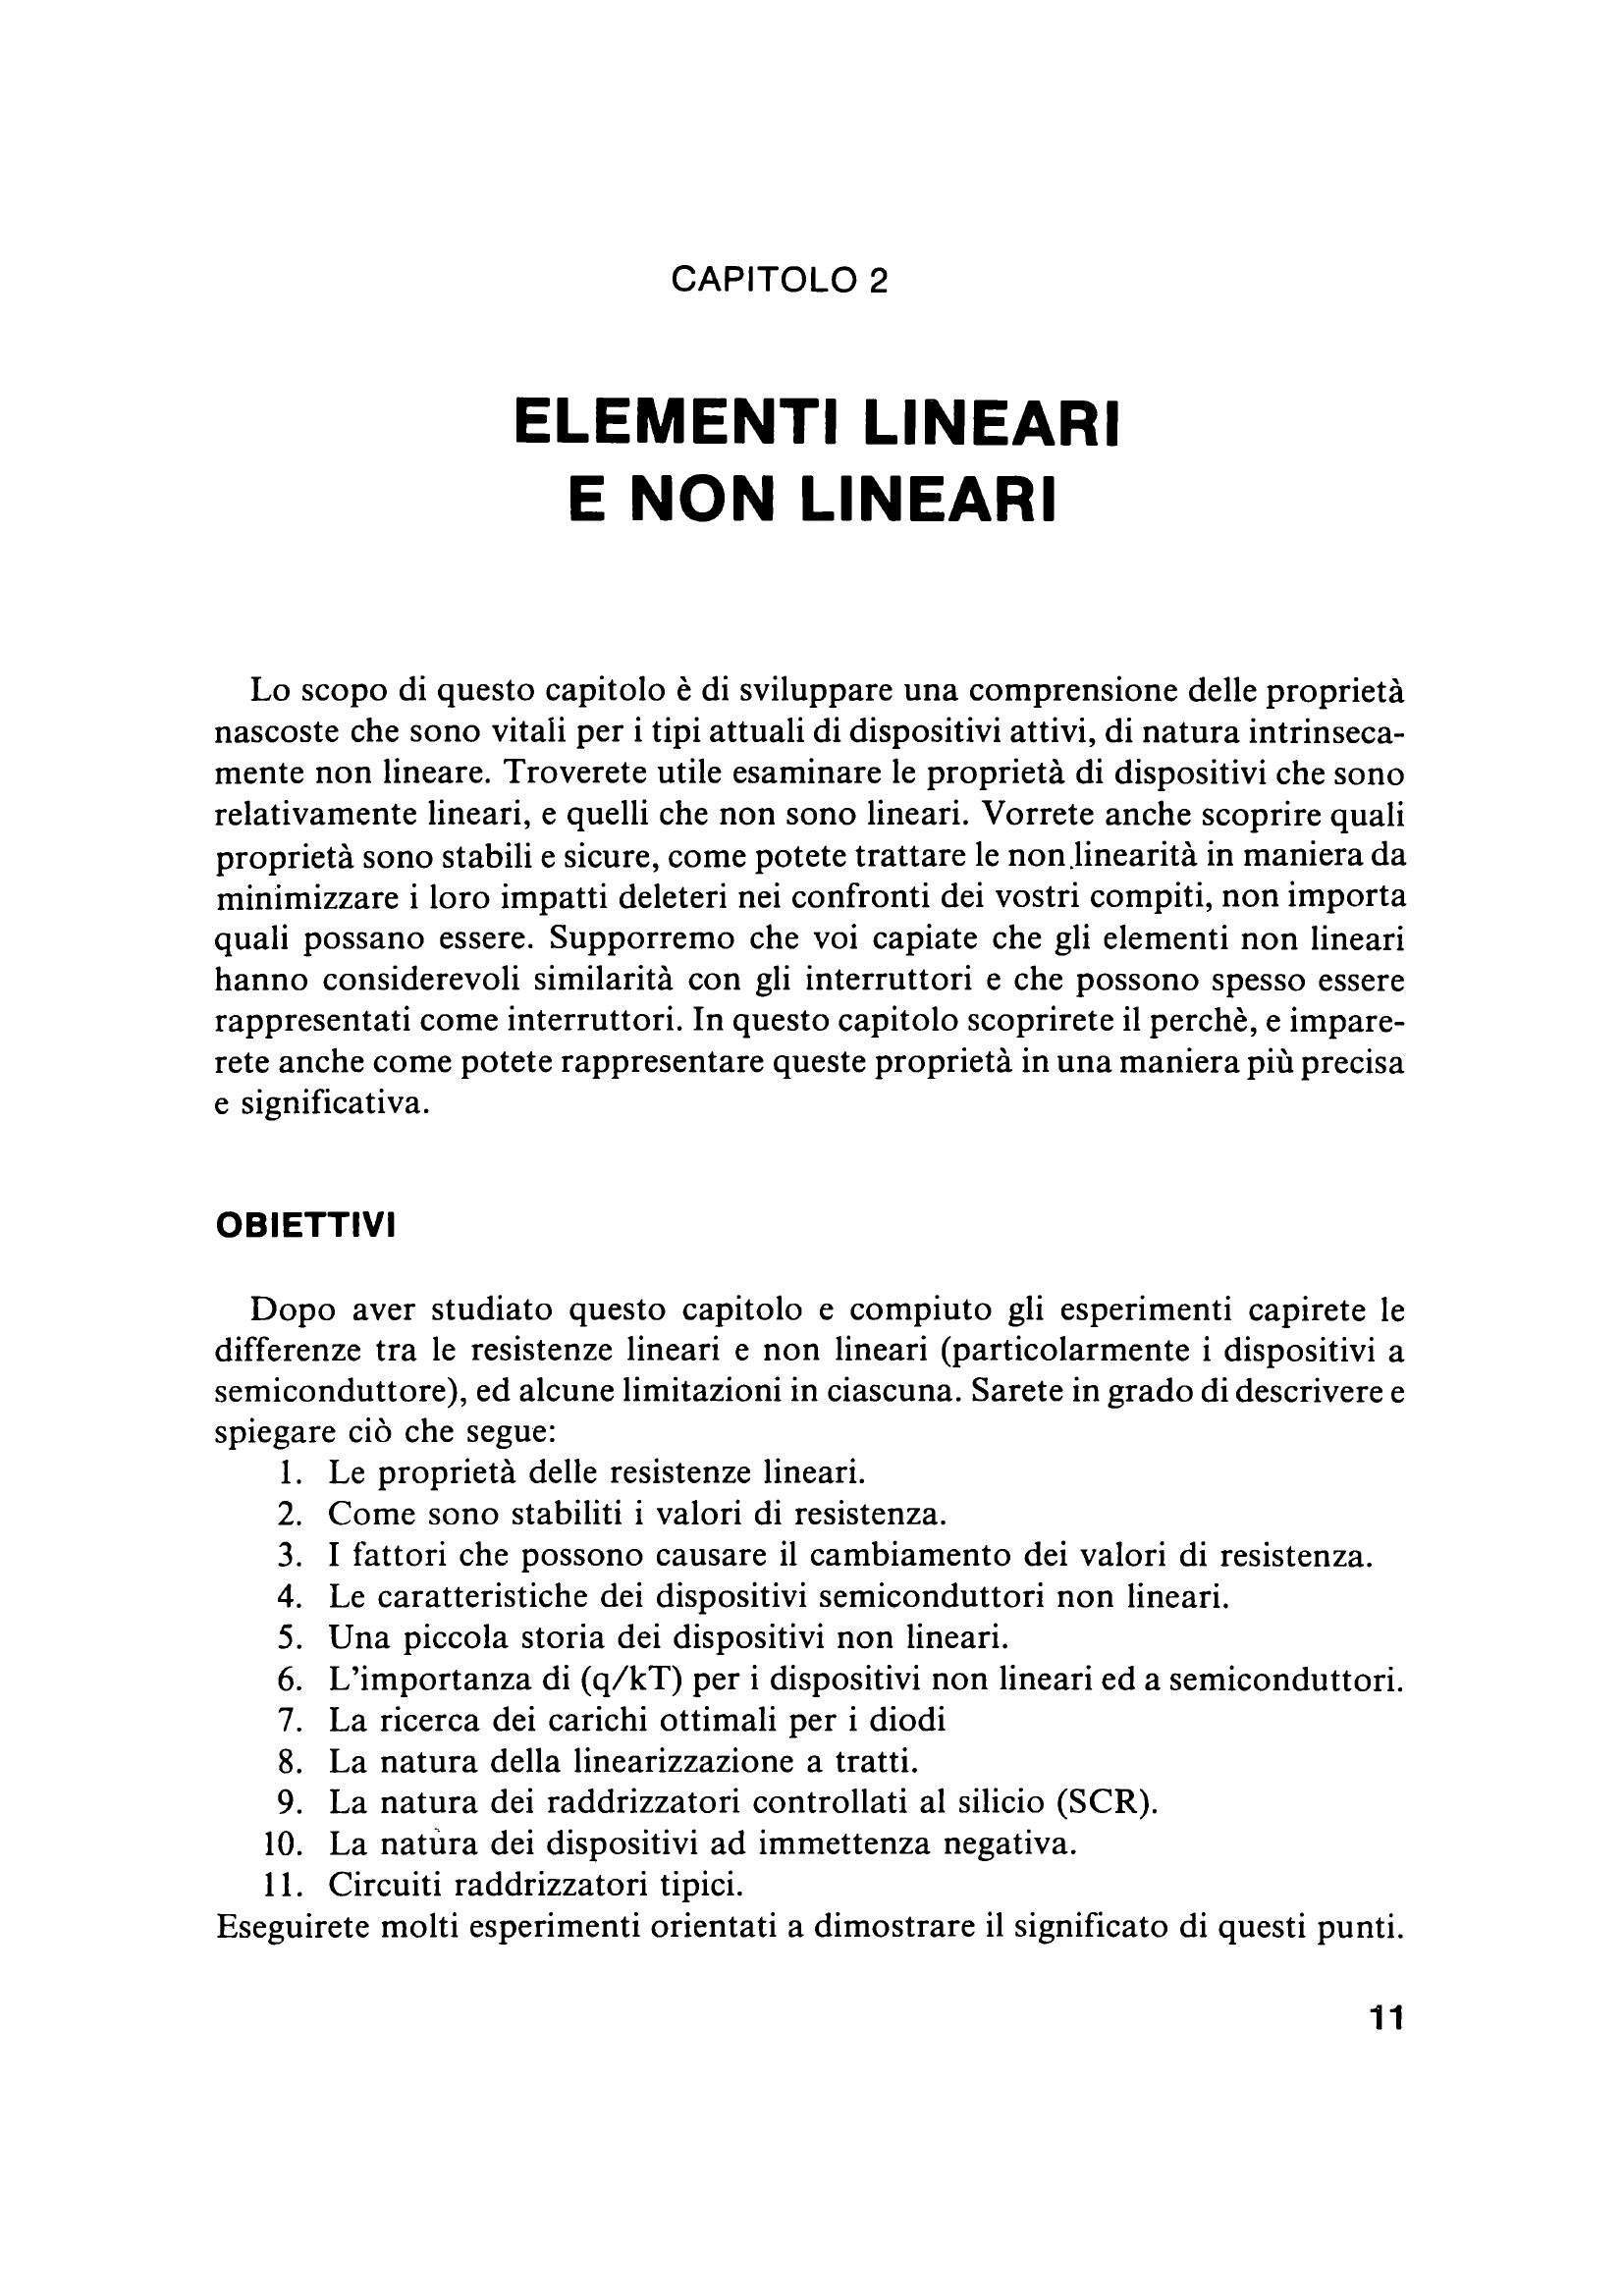 CAPITOLO 2
ELEMENTI LINEARI
E NON LINEARI
Lo scopo di questo capitolo è di sviluppare una comprensione delle proprietà
nascoste che sono vitali per i tipi attuali di dispositivi attivi, di natura intrinseca-
mente non lineare. Troverete utile esaminare le proprietà di dispositivi che sono
relativamente lineari, e quelli che non sono lineari. Vorrete anche scoprire quali
proprietà sono stabili e sicure, come potete trattare le non linearità in maniera da
minimizzare i loro impatti deleteri nei confronti dei vostri compiti, non importa
quali possano essere. Supporremo che voi capiate che gli elementi non lineari
hanno considerevoli similarità con gli interruttori e che possono spesso essere
rappresentati come interruttori. In questo capitolo scoprirete il perchè, e impare-
rete anche come potete rappresentare queste proprietà in una maniera più precisa
e significativa.
OBIETTIVI
Dopo aver studiato questo capitolo e compiuto gli esperimenti capirete le
differenze tra le resistenze lineari e non lineari (particolarmente i dispositivi a
semiconduttore), ed alcune limitazioni in ciascuna. Sarete in grado di descrivere e
spiegare ciò che segue:
1. Le proprietà delle resistenze lineari.
2. Come sono stabiliti i valori di resistenza.
3. I fattori che possono causare il cambiamento dei valori di resistenza.
4. Le caratteristiche dei dispositivi semiconduttori non lineari.
5. Una piccola storia dei dispositivi non lineari.
6. L'importanza di (q/kT) per i dispositivi non lineari ed a semiconduttori.
7. La ricerca dei carichi ottimali per i diodi
8. La natura della linearizzazione a tratti.
9. La natura dei raddrizzatori controllati al silicio (SCR).
10. La natura dei dispositivi ad immettenza negativa.
11. Circuiti raddrizzatori tipici.
Eseguirete molti esperimenti orientati a dimostrare il significato di questi punti.
11